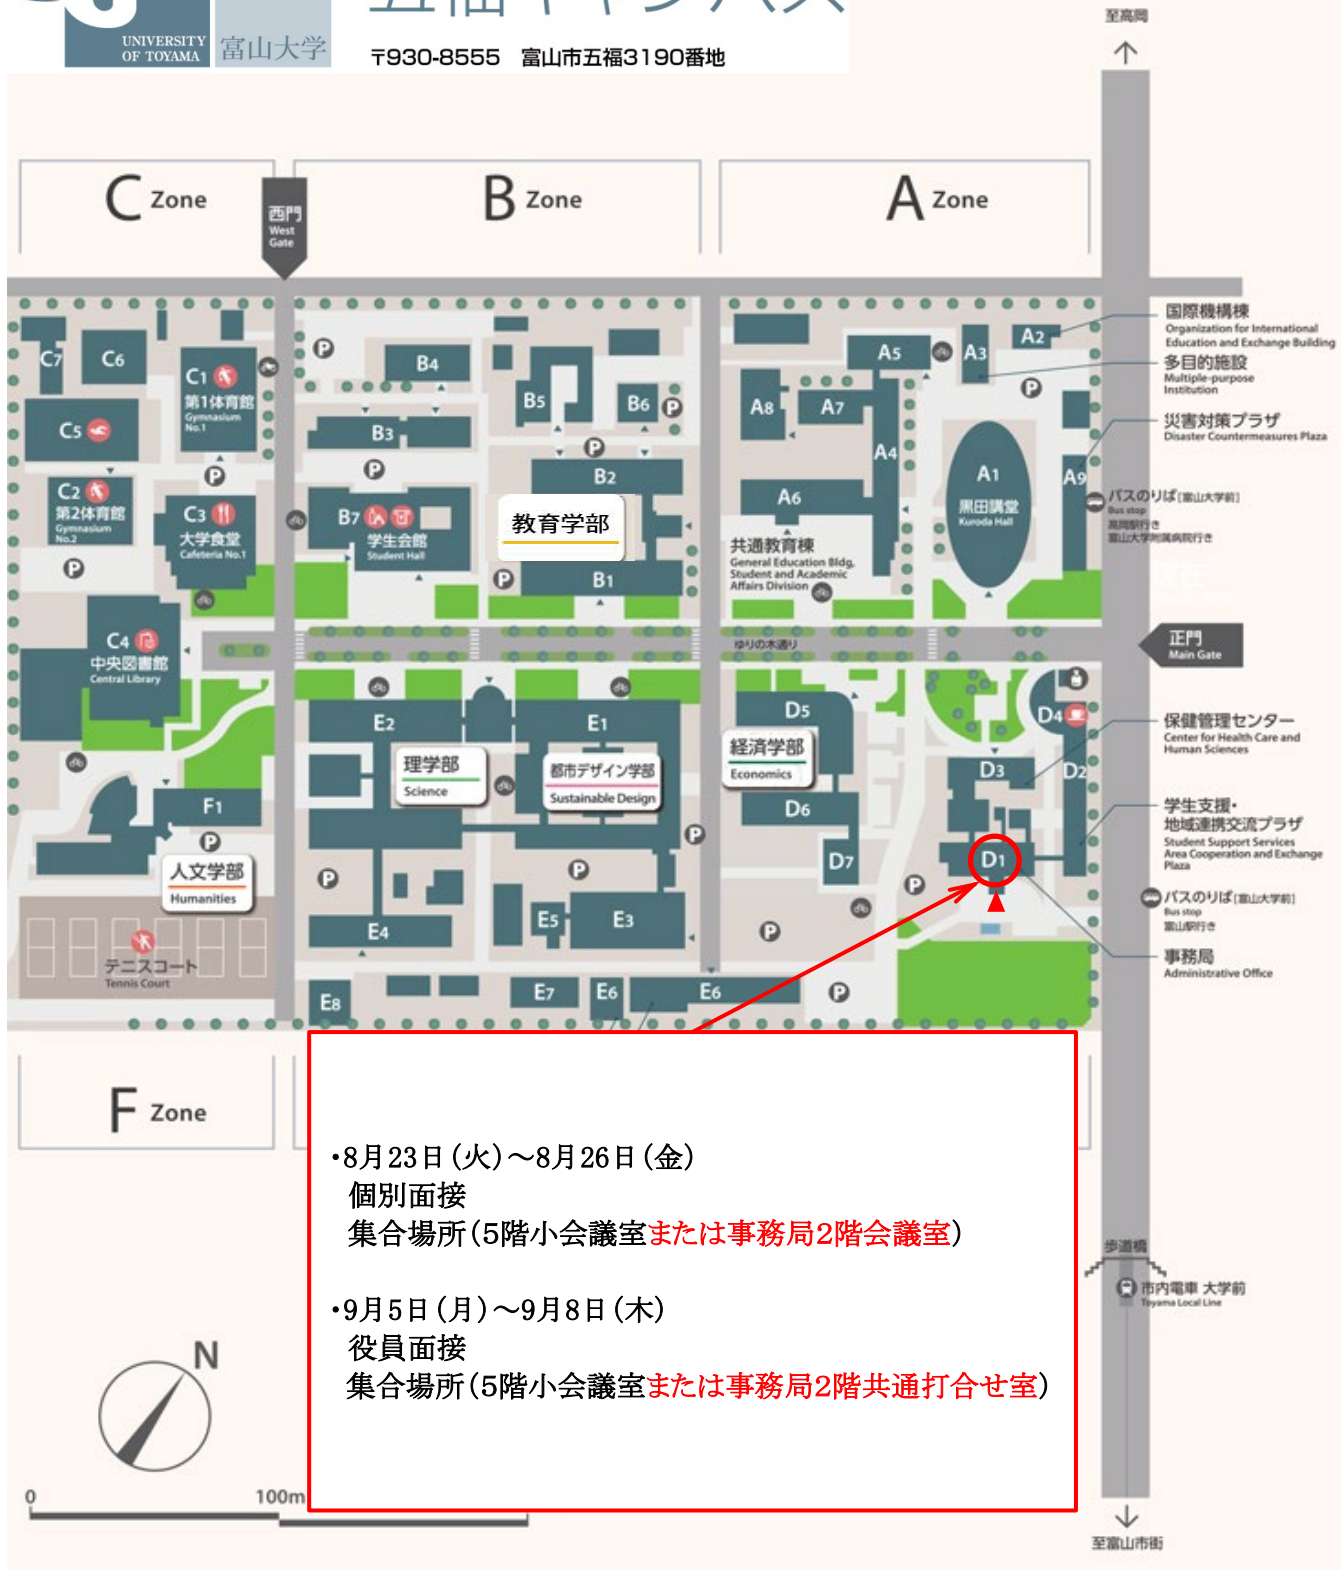 五福キャンパス
UNIVERSITY
OF TOYAMA
富山大学
〒930-8555 富山市五福3190番地
至高岡
C Zone
西門
West
Gate
B Zone
A Zone
国際機構棟
Organization for International
Education and Exchange Building
多目的施設
Multiple-purpose
Institution
災害対策プラザ
Disaster Countermeasures Plaza
バスのりば[富山大学前]
Bus stop
高岡駅行き
富山大学附属病院行き
C7
C6
C1
第1体育館
Gymnasium
No.1
C5
C2
第2体育館
Gymnasium
No.2
C3
大学食堂
Cafeteria No.1
P
P
P
B4
B3
P
B5
B6
P
P
B2
B7
学生会館
Student Hall
教育学部
P
B1
A5
A3
A2
P
A8
A7
A4
A1
黒田講堂
Kuroda Hall
A9
A6
共通教育棟
General Education Bldg,
Student and Academic
Affairs Division
C4
中央図書館
Central Library
ゆりの木通り
正門
Main Gate
E2
E1
D5
D4
保健管理センター
Center for Health Care and
Human Sciences
理学部
Science
都市デザイン学部
Sustainable Design
経済学部
Economics
D3
D2
F1
P
D6
学生支援・
地域連携交流プラザ
Student Support Services
Area Cooperation and Exchange
Plaza
P
D7
D1
人文学部
Humanities
P
P
P
バスのりば[富山大学前]
Bus stop
富山駅行き
E4
E5
E3
P
テニスコート
Tennis Court
事務局
Administrative Office
E8
E7
E6
E6
P
F Zone
・8月23日(火)～8月26日(金)
個別面接
集合場所(5階小会議室または事務局2階会議室)
・9月5日(月)～9月8日(木)
役員面接
集合場所(5階小会議室または事務局2階共通打合せ室)
歩道橋
市内電車 大学前
Toyama Local Line
N
0
100m
至富山市街